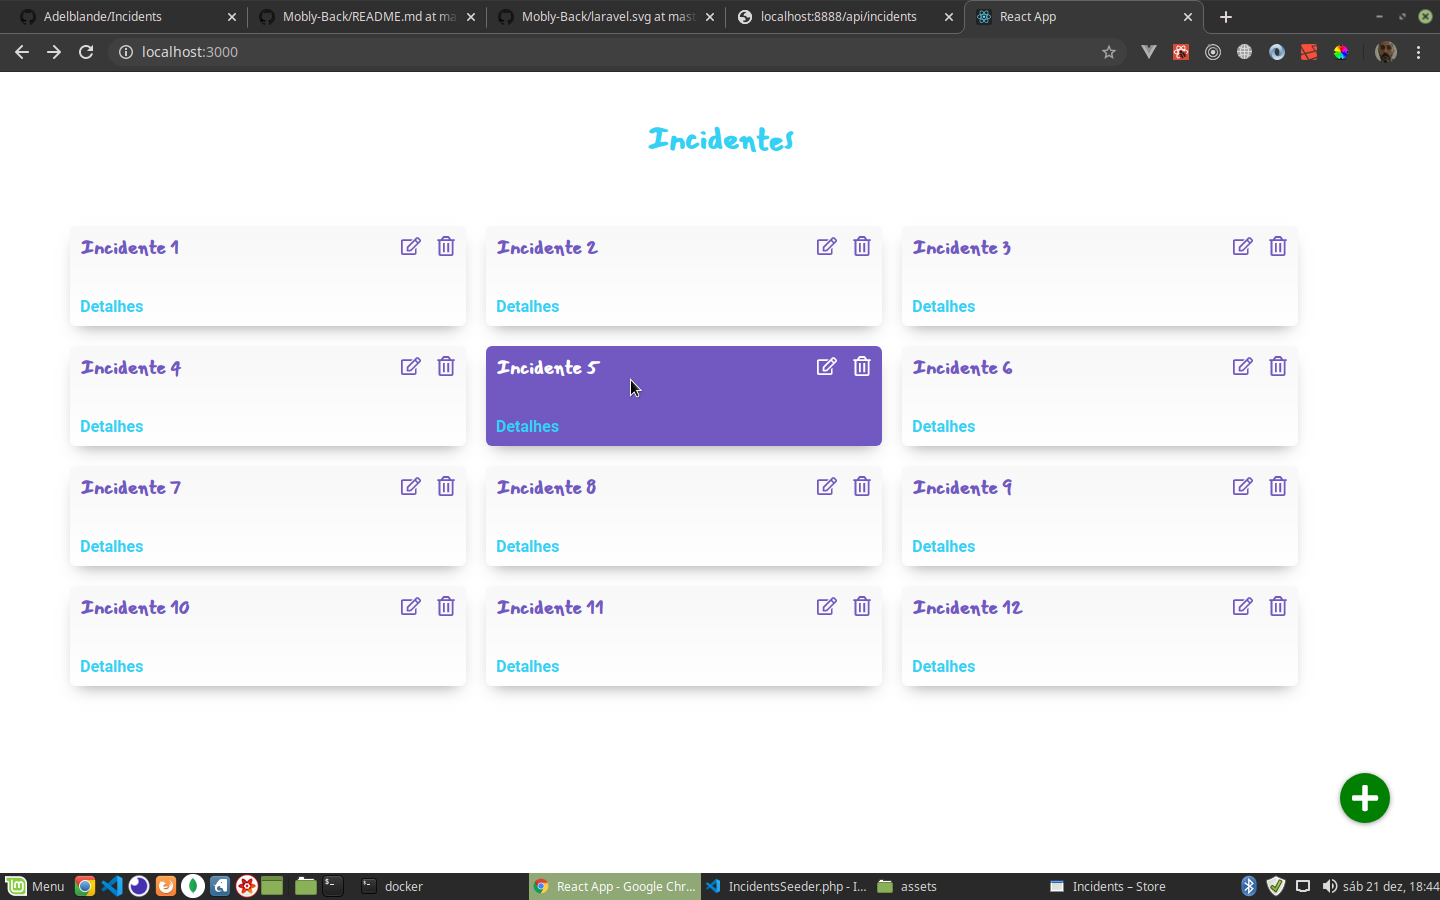 Adelblande/Incidents
Mobly-Back/README.md at ma
Mobly-Back/laravel.svg at mast
localhost:8888/api/incidents
React App
localhost:3000
Incidentes
Incidente 1
Detalhes
Incidente 2
Detalhes
Incidente 3
Detalhes
Incidente 4
Detalhes
Incidente 5
Detalhes
Incidente 6
Detalhes
Incidente 7
Detalhes
Incidente 8
Detalhes
Incidente 9
Detalhes
Incidente 10
Detalhes
Incidente 11
Detalhes
Incidente 12
Detalhes
Menu
docker
React App - Google Chr...
IncidentsSeeder.php - I...
assets
Incidents – Store
sáb 21 dez, 18:44